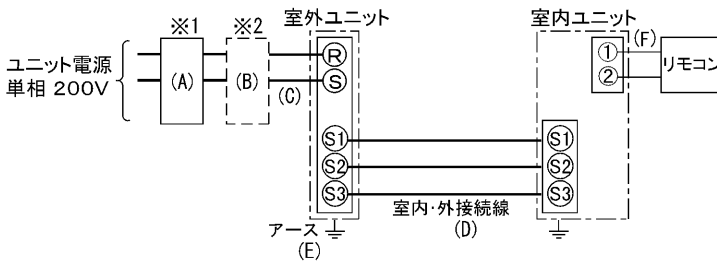 ※1
※2
室外ユニット
室内ユニット
ユニット電源
単相 200V
(A)
(B)
(C)
R
S
①
②
(F)
リモコン
S1
S2
S3
S1
S2
S3
室内・外接続線
(D)
アース
(E)